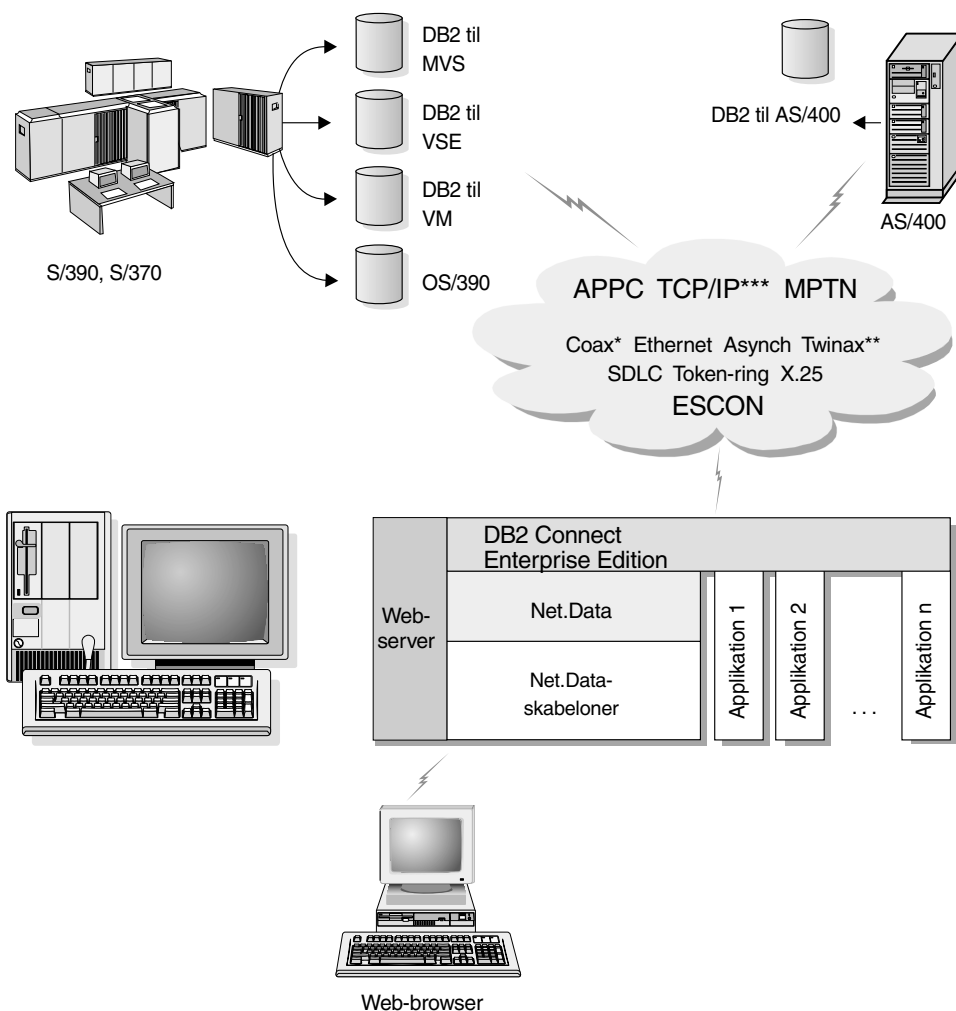 DB2 til
MVS
DB2 til
VSE
DB2 til
VM
OS/390
S/390, S/370
DB2 til AS/400
AS/400
APPC TCP/IP*** MPTN
Coax* Ethernet Asynch Twinax**
SDLC Token-ring X.25
ESCON
DB2 Connect
Enterprise Edition
Web-
server
Net.Data
Net.Data-
skabeloner
Applikation 1
Applikation 2
. . .
Applikation n
Web-browser